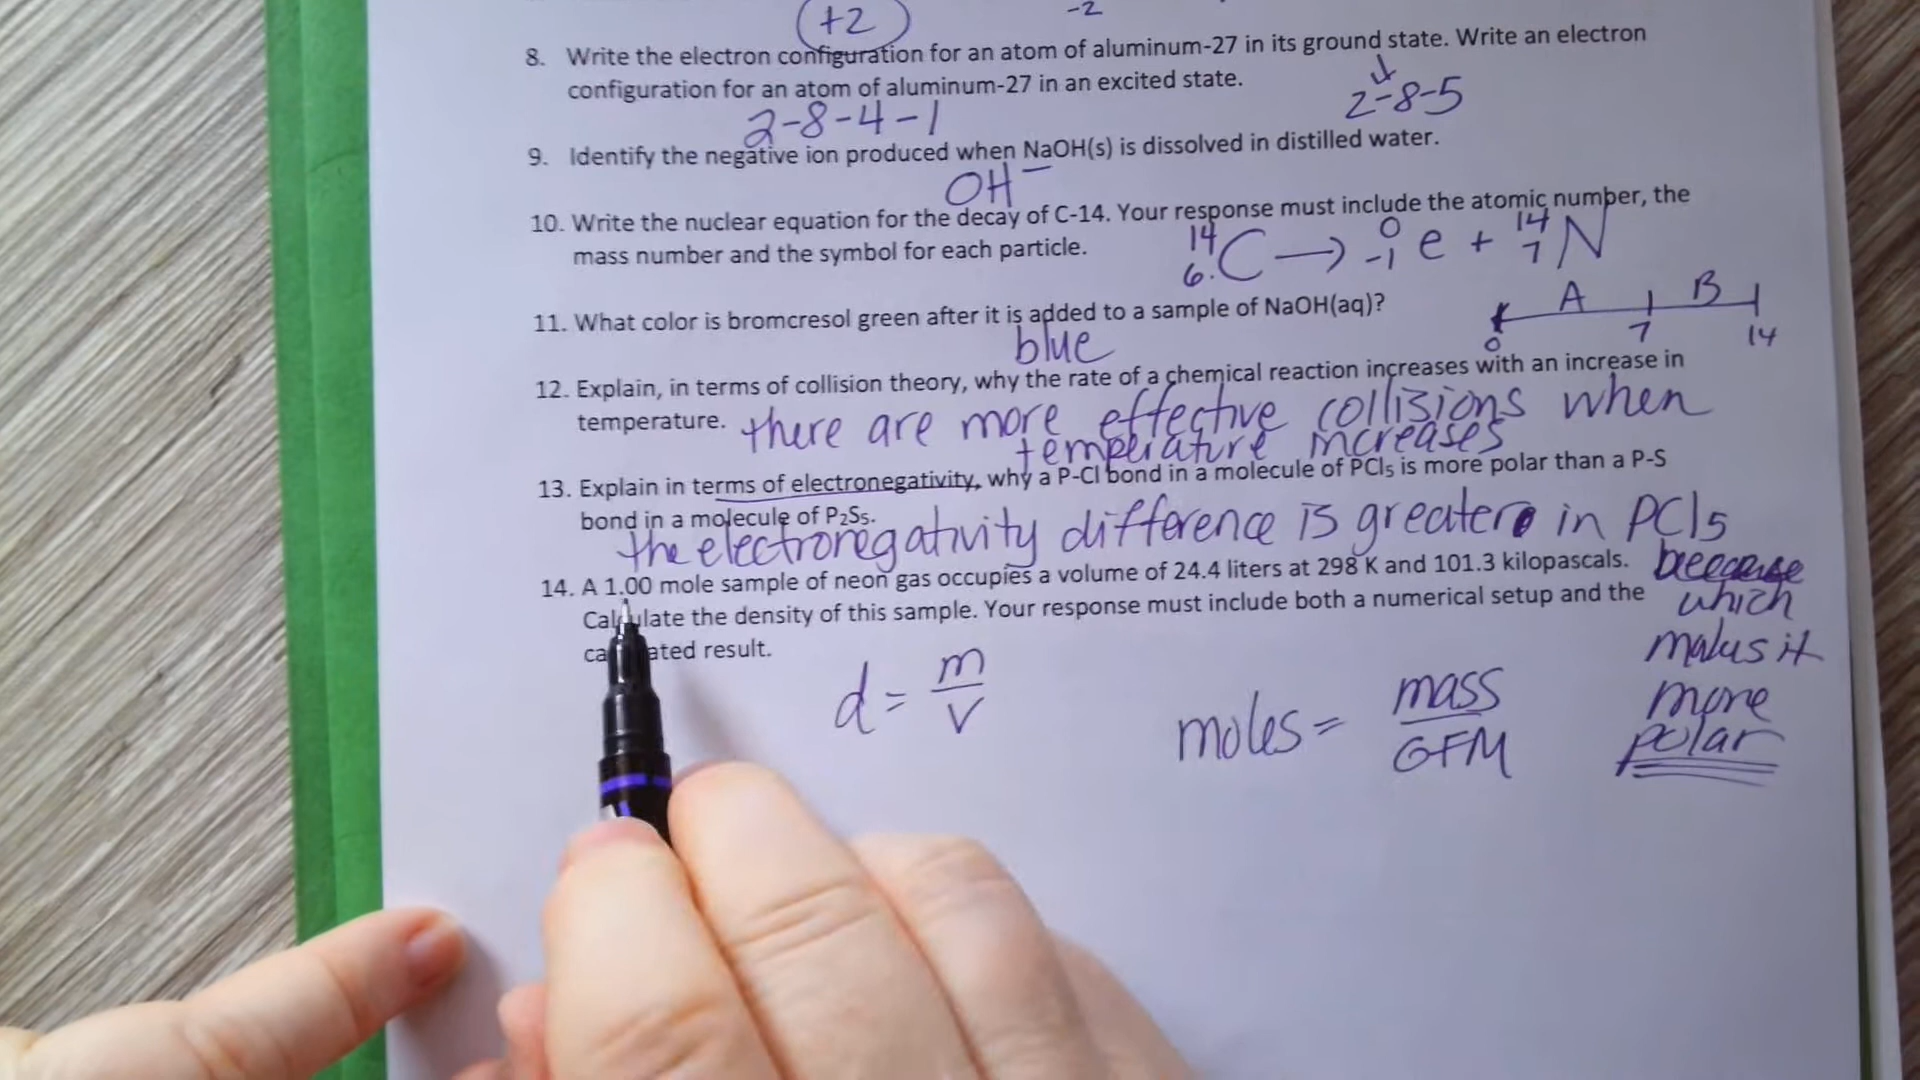 +2
-2
8. Write the electron configuration for an atom of aluminum-27 in its ground state. Write an electron
configuration for an atom of aluminum-27 in an excited state.
2-8-5
2-8-4-1
9. Identify the negative ion produced when NaOH(s) is dissolved in distilled water.
OH⁻
10. Write the nuclear equation for the decay of C-14. Your response must include the atomic number, the
mass number and the symbol for each particle.
¹⁴₆C → ⁰₋₁e + ¹⁴₇N
A B
0 7 14
11. What color is bromcresol green after it is added to a sample of NaOH(aq)?
blue
12. Explain, in terms of collision theory, why the rate of a chemical reaction increases with an increase in
temperature. there are more effective collisions when
temperature increases
13. Explain in terms of electronegativity, why a P-Cl bond in a molecule of PCl₅ is more polar than a P-S
bond in a molecule of P₂S₅.
the electronegativity difference is greater in PCl5
which
makes it
more
polar
14. A 1.00 mole sample of neon gas occupies a volume of 24.4 liters at 298 K and 101.3 kilopascals.
Calculate the density of this sample. Your response must include both a numerical setup and the
ca ated result.
d = m/v
moles = mass/GFM